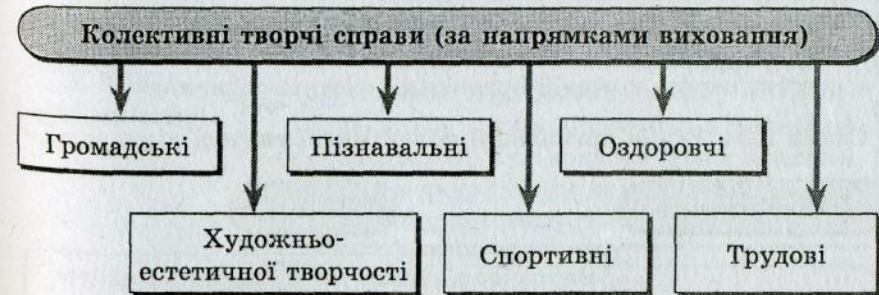 Колективні творчі справи (за напрямками виховання)
Громадські
Пізнавальні
Оздоровчі
Художньо-
естетичної творчості
Спортивні
Трудові